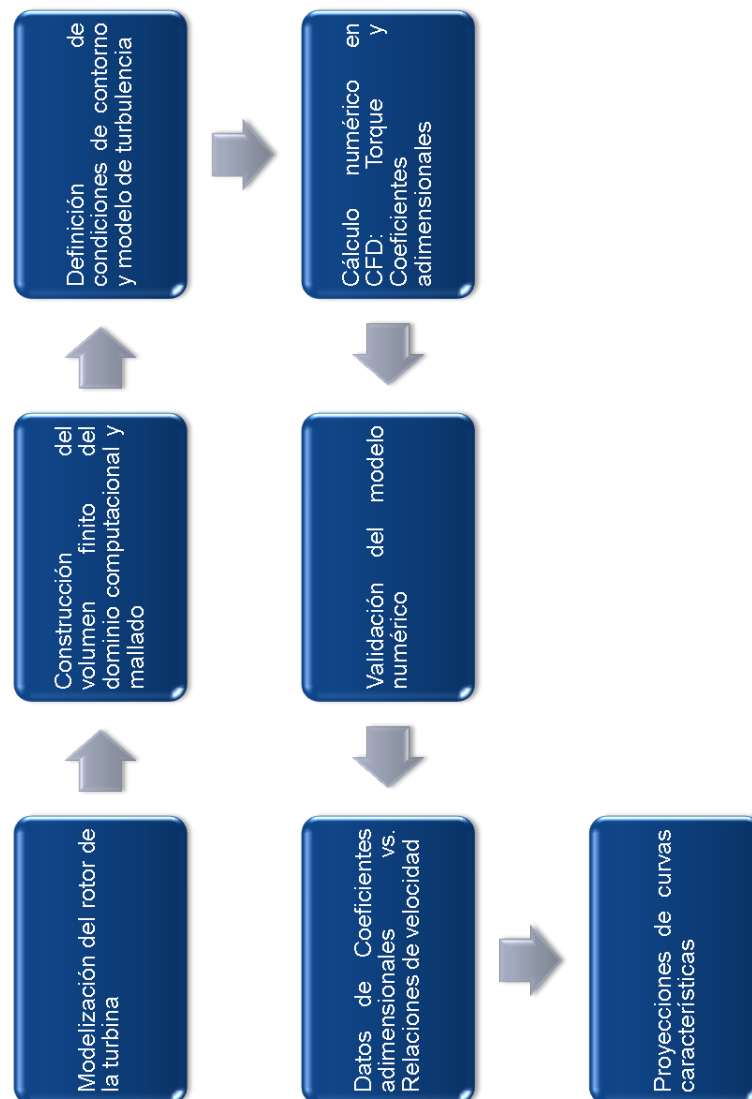 Modelización del rotor de
la turbina
Construcción del
volumen finito del
dominio computacional y
mallado
Definición de
condiciones de contorno
y modelo de turbulencia
Cálculo numérico en
CFD: Torque y
Coeficientes
adimensionales
Validación del modelo
numérico
Datos de Coeficientes
adimensionales vs.
Relaciones de velocidad
Proyecciones de curvas
características